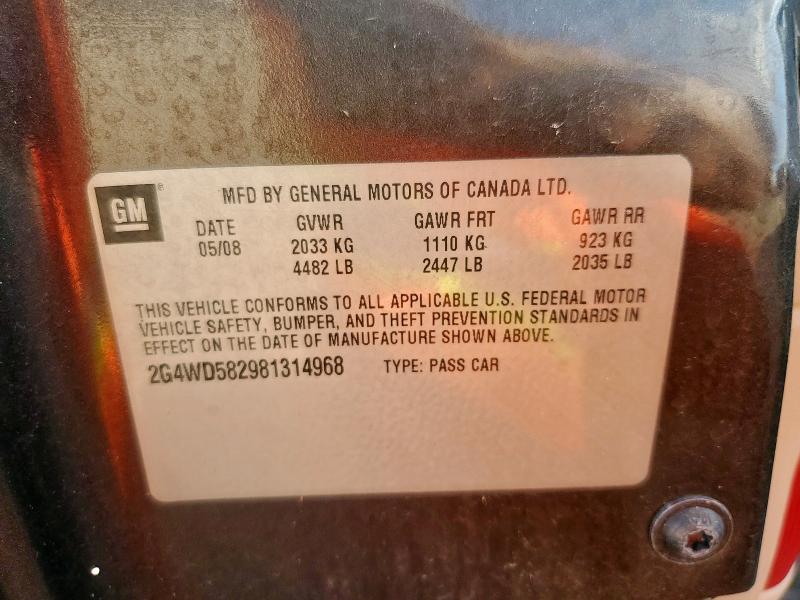 GM ®
MFD BY GENERAL MOTORS OF CANADA LTD.
DATE GVWR GAWR FRT GAWR RR
05/08 2033 KG 1110 KG 923 KG
4482 LB 2447 LB 2035 LB
THIS VEHICLE CONFORMS TO ALL APPLICABLE U.S. FEDERAL MOTOR
VEHICLE SAFETY, BUMPER, AND THEFT PREVENTION STANDARDS IN
EFFECT ON THE DATE OF MANUFACTURE SHOWN ABOVE.
2G4WD582981314968 TYPE: PASS CAR